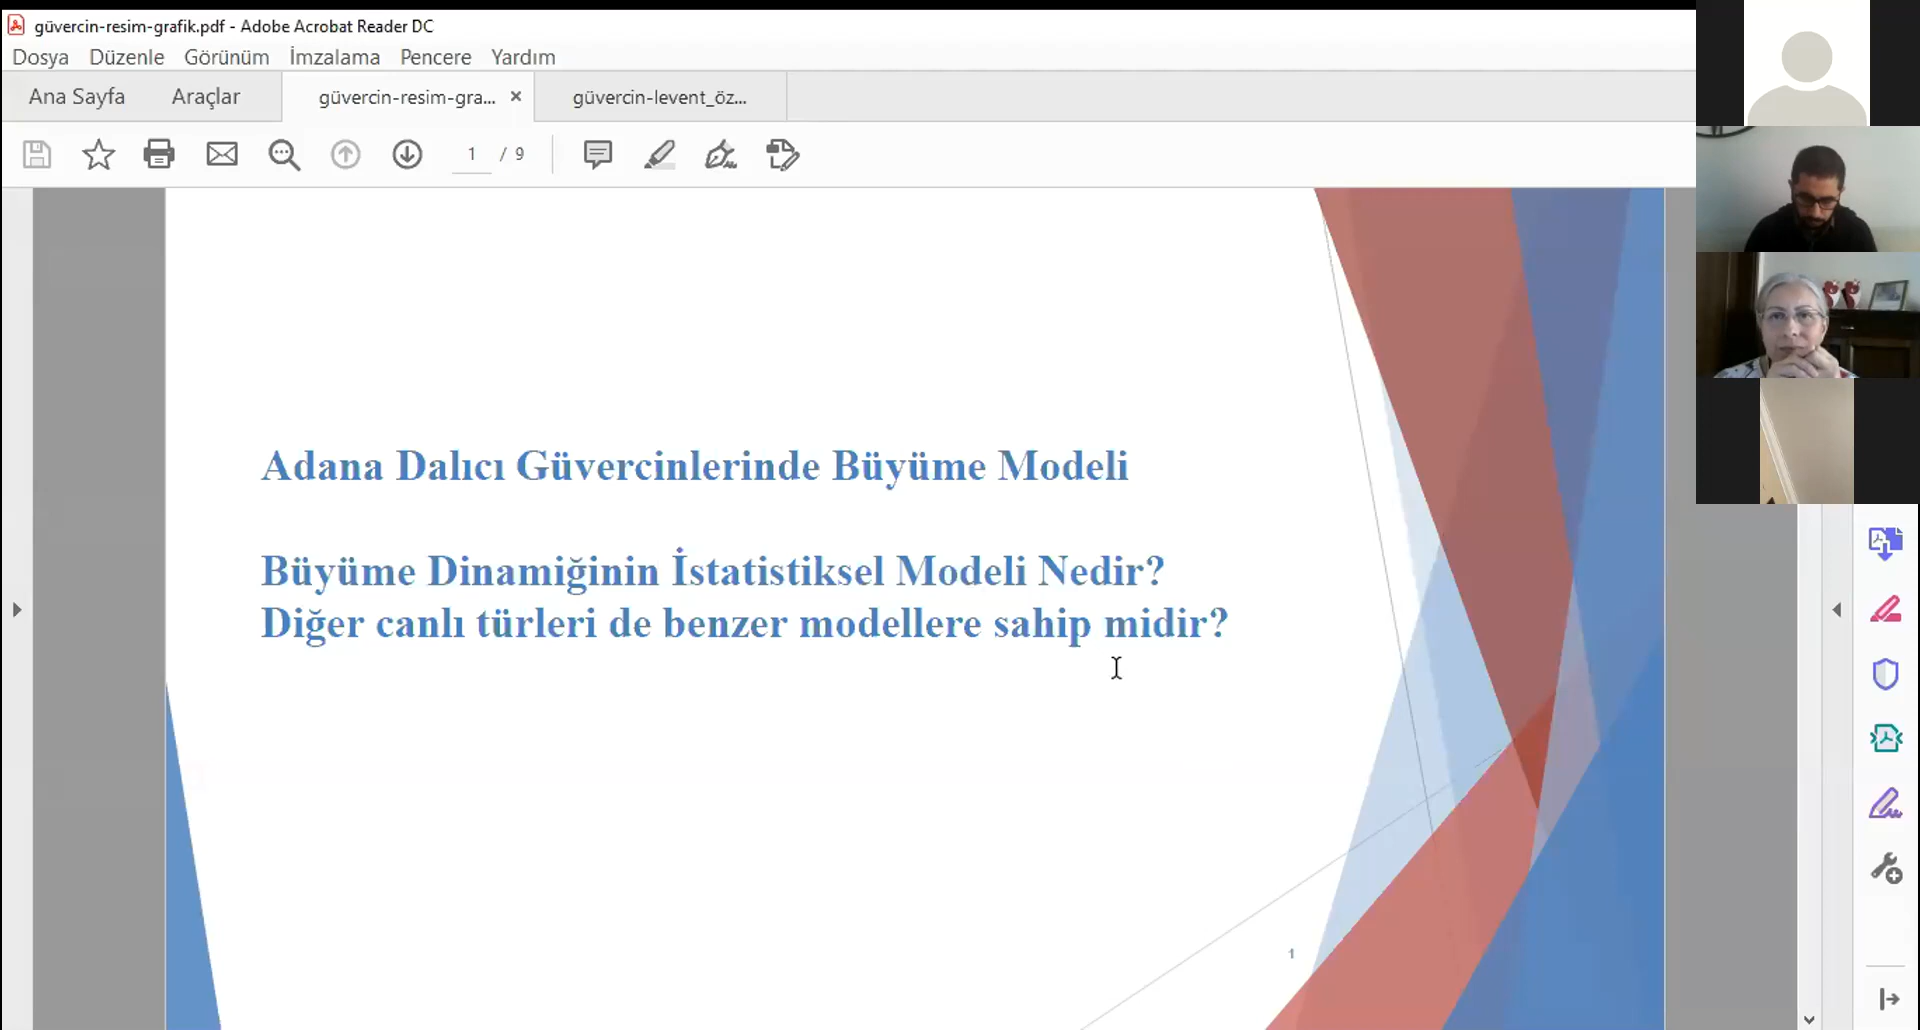 güvercin-resim-grafik.pdf - Adobe Acrobat Reader DC
Dosya Düzenle Görünüm İmzalama Pencere Yardım
Ana Sayfa Araçlar güvercin-resim-gra... × güvercin-levent_öz...
1 / 9
Adana Dalıcı Güvercinlerinde Büyüme Modeli
Büyüme Dinamiğinin İstatistiksel Modeli Nedir?
Diğer canlı türleri de benzer modellere sahip midir?
1